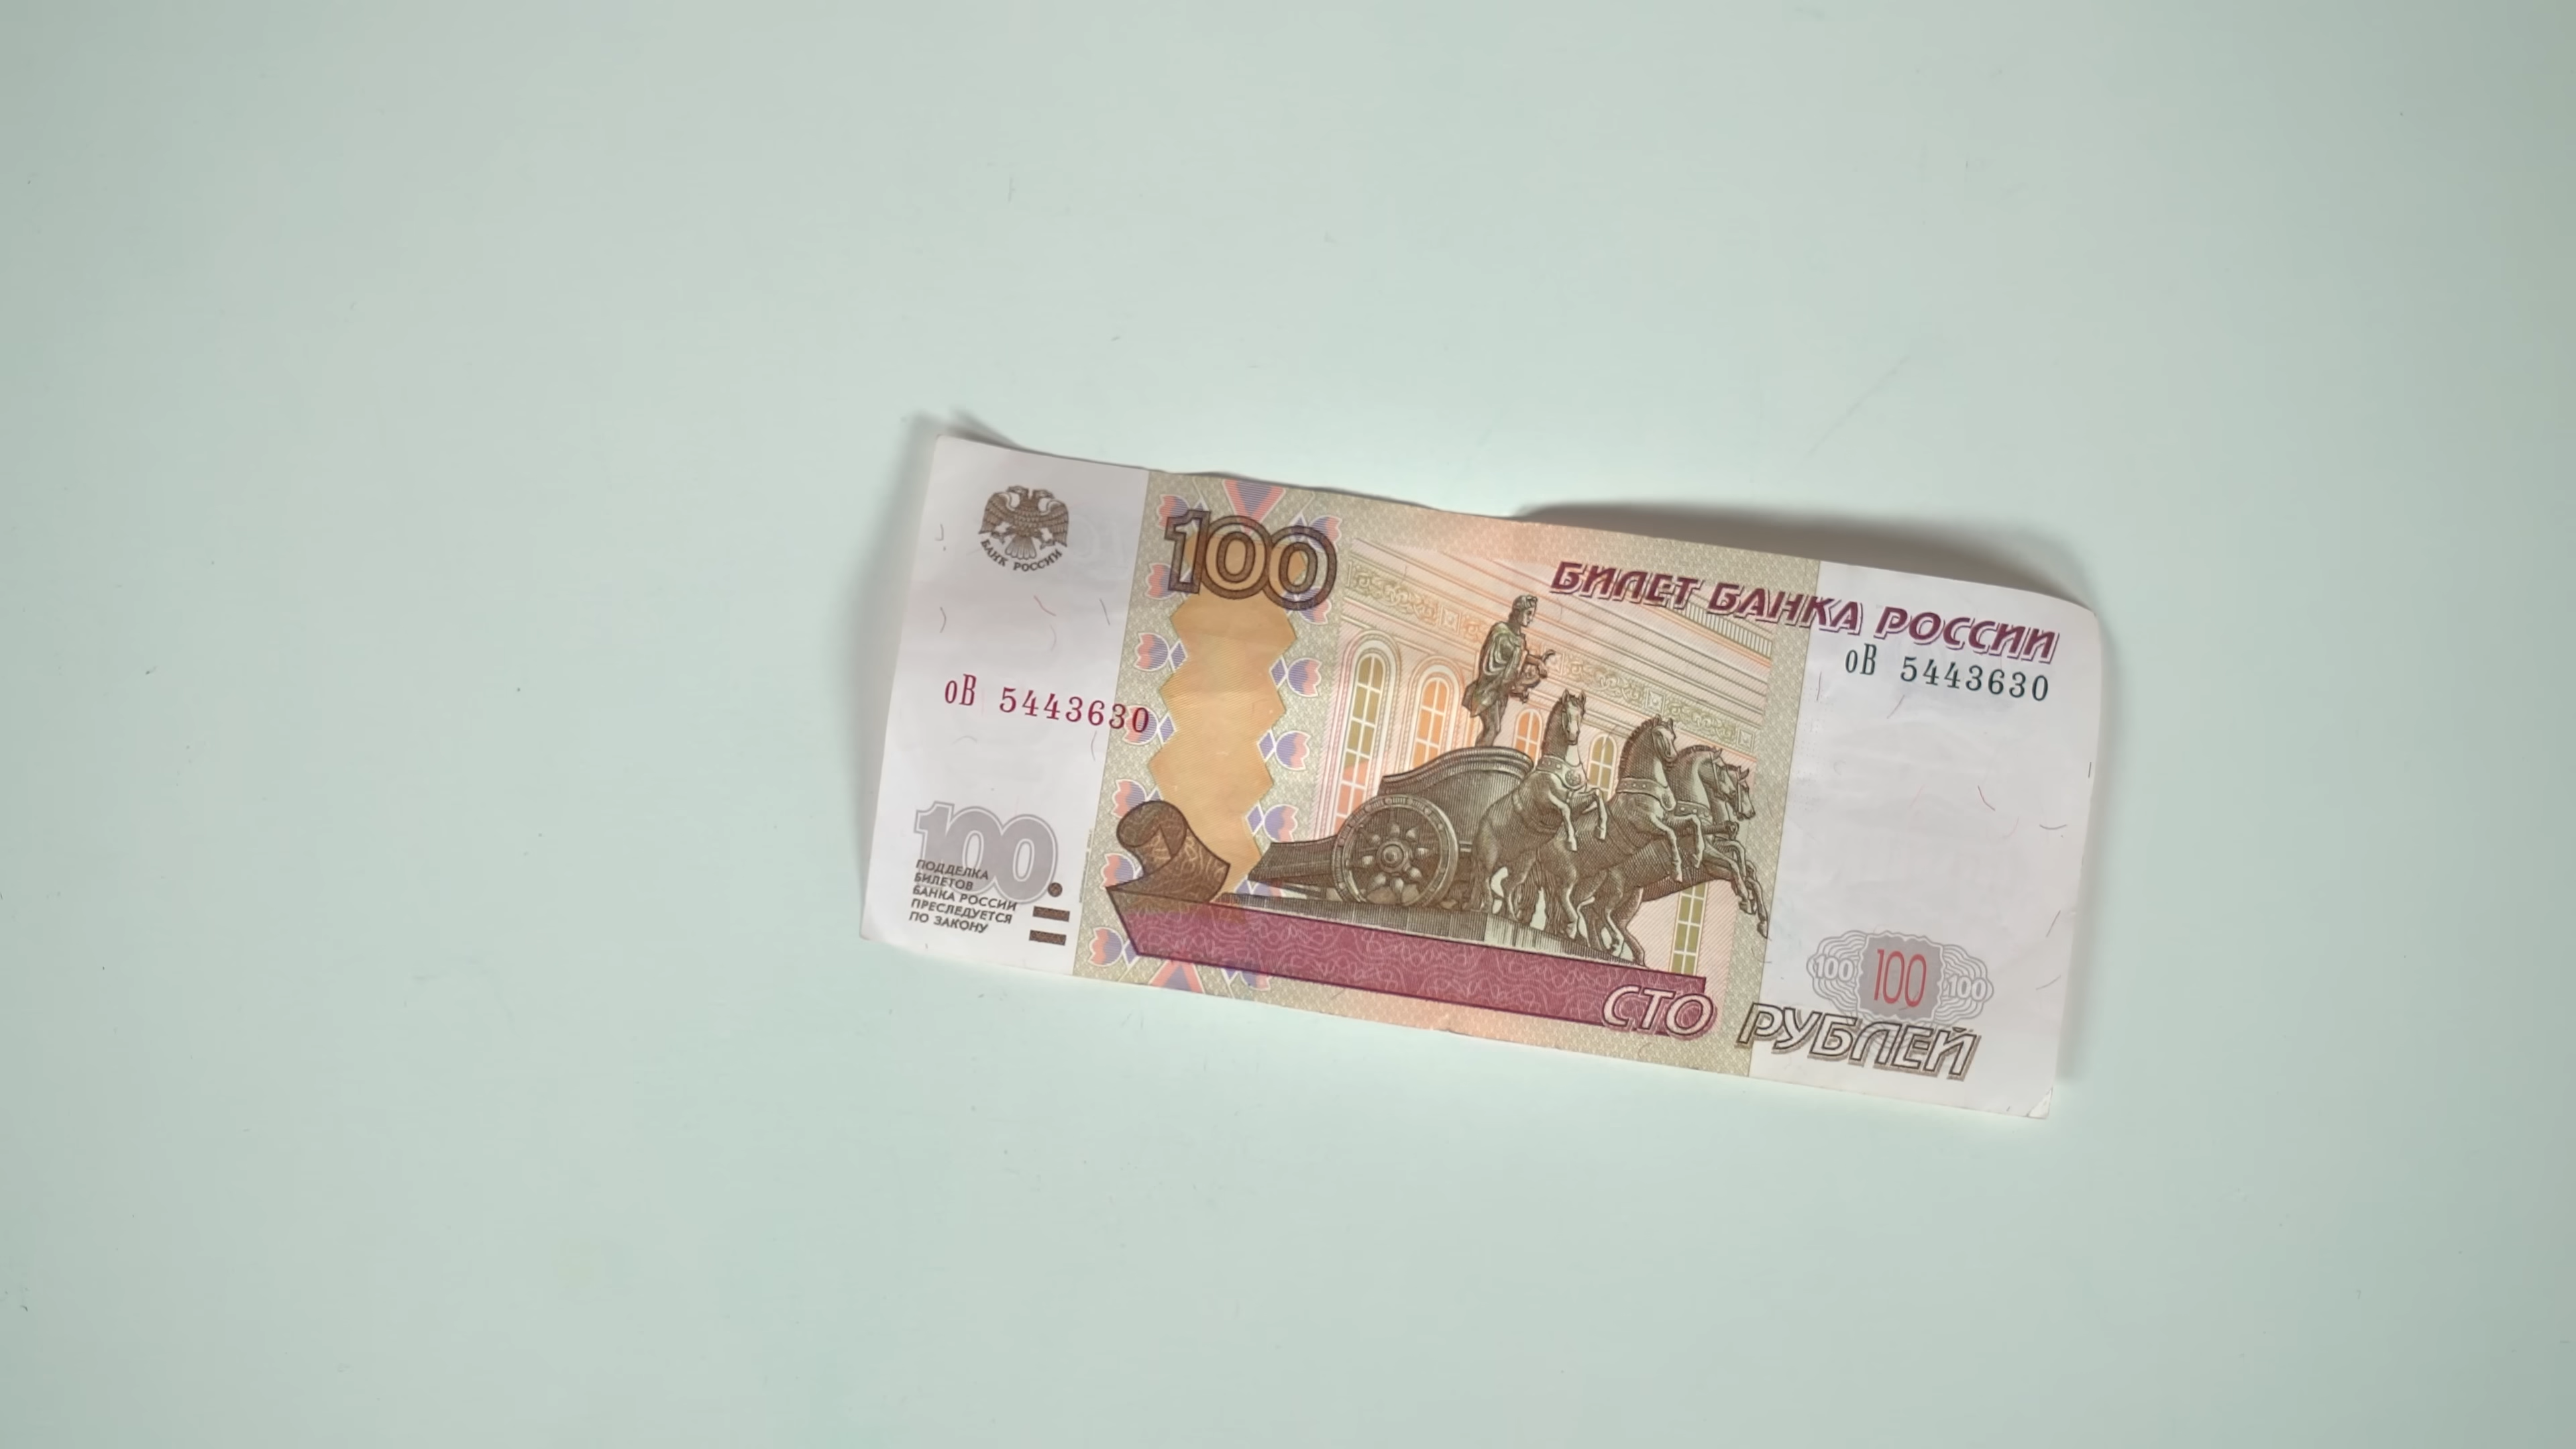 БАНК РОССИИ
100
БИЛЕТ БАНКА РОССИИ
оВ 5443630
оВ 5443630
100
ПОДДЕЛКА
БИЛЕТОВ
БАНКА РОССИИ
ПРЕСЛЕДУЕТСЯ
ПО ЗАКОНУ
100 100 100
СТО РУБЛЕЙ